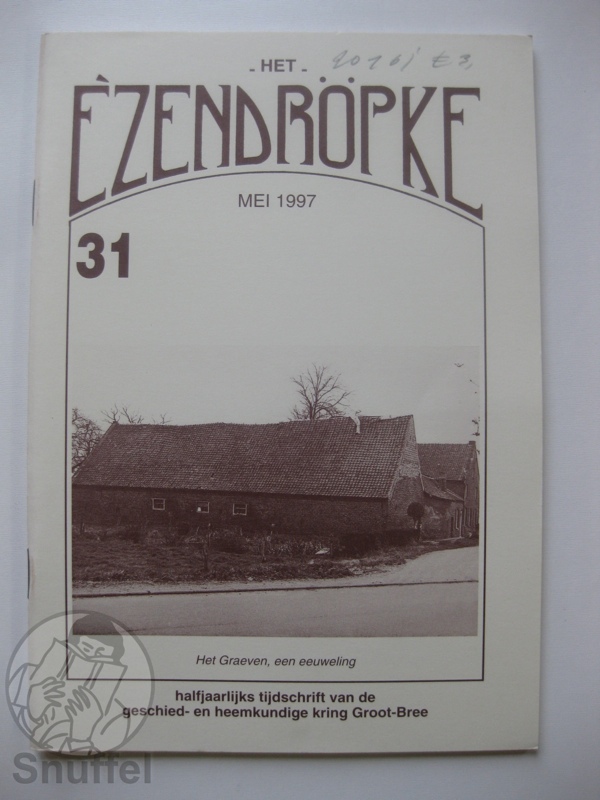 - HET -
ÈZENDRÖPKE
MEI 1997
31
Het Graeven, een eeuweling
halfjaarlijks tijdschrift van de
geschied- en heemkundige kring Groot-Bree
Snuffel